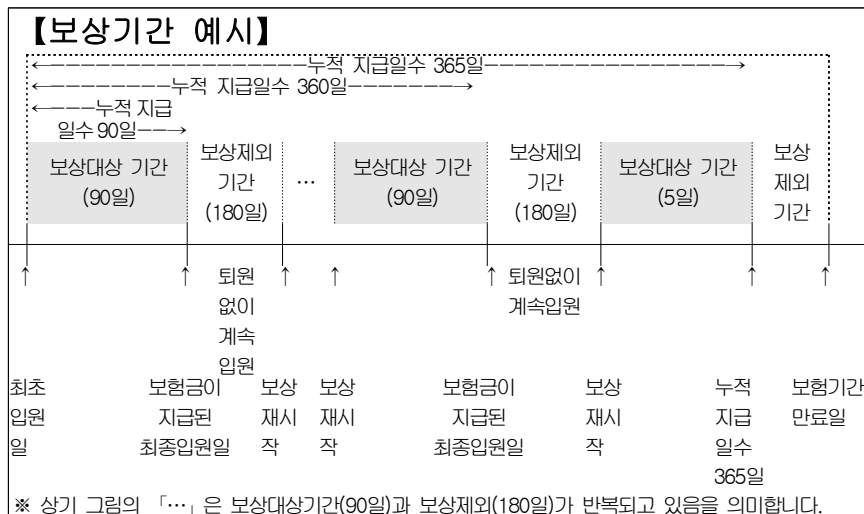 【보상기간 예시】
←――――――――――――――――누적 지급일수 365일―――――――――――――――→
←――――――――누적 지급일수 360일――――――→
←―――누적 지급
일수 90일――→
보상대상 기간
(90일)
보상제외
기간
(180일)
…
보상대상 기간
(90일)
보상제외
기간
(180일)
보상대상 기간
(5일)
보상
제외
기간
↑ ↑ ↑ ↑ ↑ ↑ ↑ ↑
퇴원
없이
계속
입원
퇴원없이
계속입원
최초
입원
일
보험금이
지급된
최종입원일
보상
재시
작
보상
재시
작
보험금이
지급된
최종입원일
보상
재시
작
누적
지급
일수
365일
보험기간
만료일
※ 상기 그림의 「…」은 보상대상기간(90일)과 보상제외(180일)가 반복되고 있음을 의미합니다.